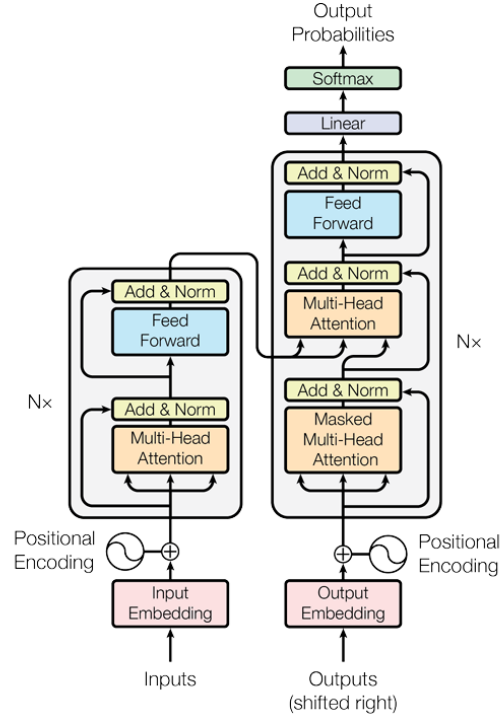 Output
Probabilities
Softmax
Linear
Add & Norm
Feed
Forward
Add & Norm
Multi-Head
Attention
Add & Norm
Masked
Multi-Head
Attention
N×
Add & Norm
Feed
Forward
Add & Norm
Multi-Head
Attention
N×
Positional
Encoding
Positional
Encoding
Input
Embedding
Output
Embedding
Inputs
Outputs
(shifted right)